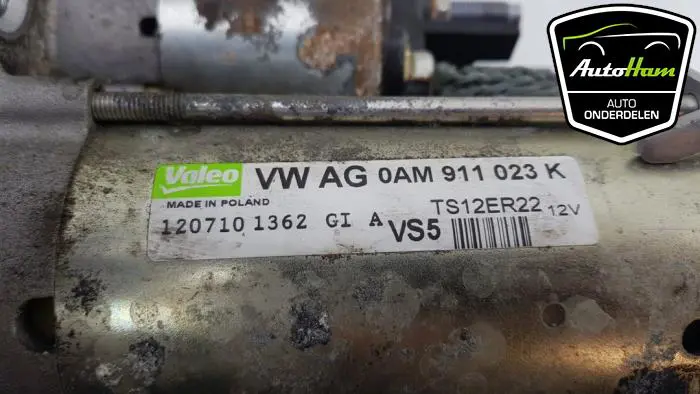 AutoHam
AUTO
ONDERDELEN
Valeo VW AG 0AM 911 023 K
MADE IN POLAND
TS12ER22 12V
120710 1362 GI A VS5